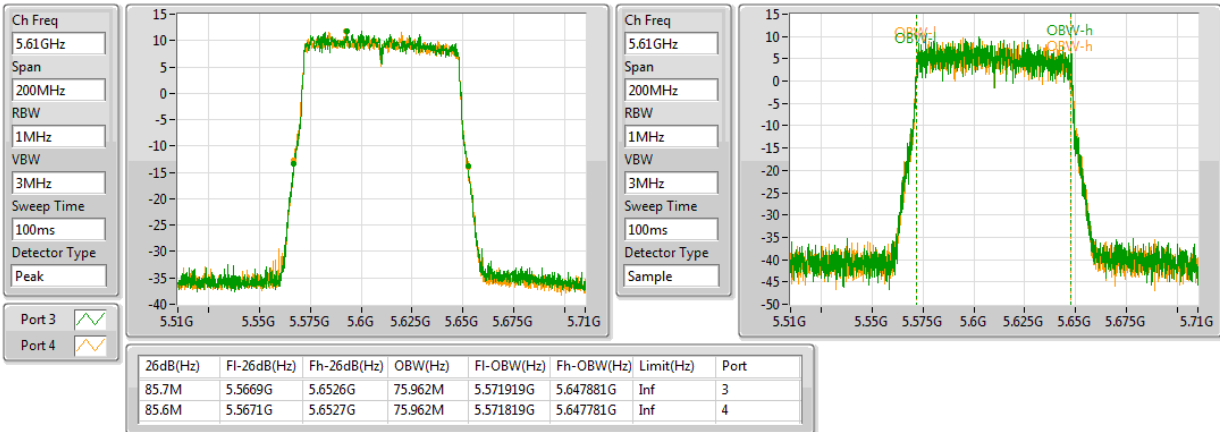 Ch Freq
5.61GHz
Span
200MHz
RBW
1MHz
VBW
3MHz
Sweep Time
100ms
Detector Type
Peak
Port 3
Port 4
15
10
5
0
-5
-10
-15
-20
-25
-30
-35
-40
5.51G 5.55G 5.575G 5.6G 5.625G 5.65G 5.675G 5.71G
Ch Freq
5.61GHz
Span
200MHz
RBW
1MHz
VBW
3MHz
Sweep Time
100ms
Detector Type
Sample
15
10
5
0
-5
-10
-15
-20
-25
-30
-35
-40
-45
-50
OBW-h
OBW-h
5.51G 5.55G 5.575G 5.6G 5.625G 5.65G 5.675G 5.71G
26dB(Hz) Fl-26dB(Hz) Fh-26dB(Hz) OBW(Hz) Fl-OBW(Hz) Fh-OBW(Hz) Limit(Hz) Port
85.7M 5.5669G 5.6526G 75.962M 5.571919G 5.647881G Inf 3
85.6M 5.5671G 5.6527G 75.962M 5.571819G 5.647781G Inf 4